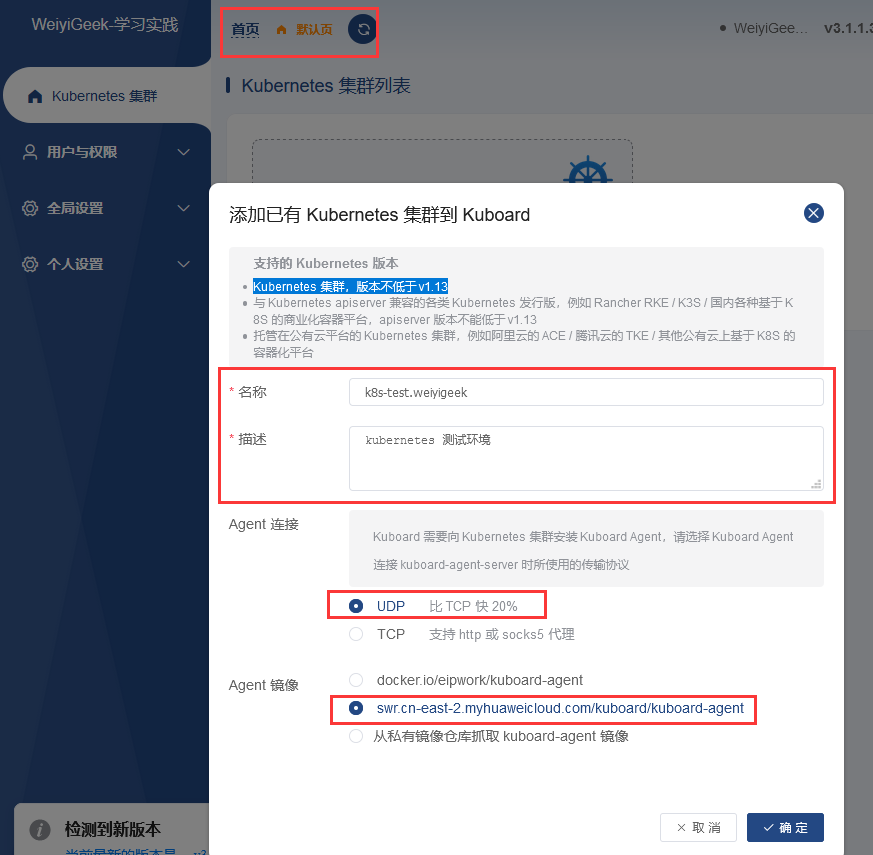 WeiyiGeek-学习实践
首页 默认页
WeiyiGee... v3.1.1.3
Kubernetes 集群
Kubernetes 集群列表
用户与权限
全局设置
个人设置
添加已有 Kubernetes 集群到 Kuboard
支持的 Kubernetes 版本
Kubernetes 集群，版本不低于 v1.13
与 Kubernetes apiserver 兼容的各类 Kubernetes 发行版，例如 Rancher RKE / K3S / 国内各种基于 K
8S 的商业化容器平台，apiserver 版本不能低于 v1.13
托管在公有云平台的 Kubernetes 集群，例如阿里云的 ACE / 腾讯云的 TKE / 其他公有云上基于 K8S 的
容器化平台
* 名称
k8s-test.weiyigeek
* 描述
kubernetes 测试环境
Agent 连接
Kuboard 需要向 Kubernetes 集群安装 Kuboard Agent，请选择 Kuboard Agent
连接 kuboard-agent-server 时所使用的传输协议
UDP 比 TCP 快 20%
TCP 支持 http 或 socks5 代理
Agent 镜像
docker.io/eipwork/kuboard-agent
swr.cn-east-2.myhuaweicloud.com/kuboard/kuboard-agent
从私有镜像仓库抓取 kuboard-agent 镜像
取 消
确 定
检测到新版本
当前最新的版本是